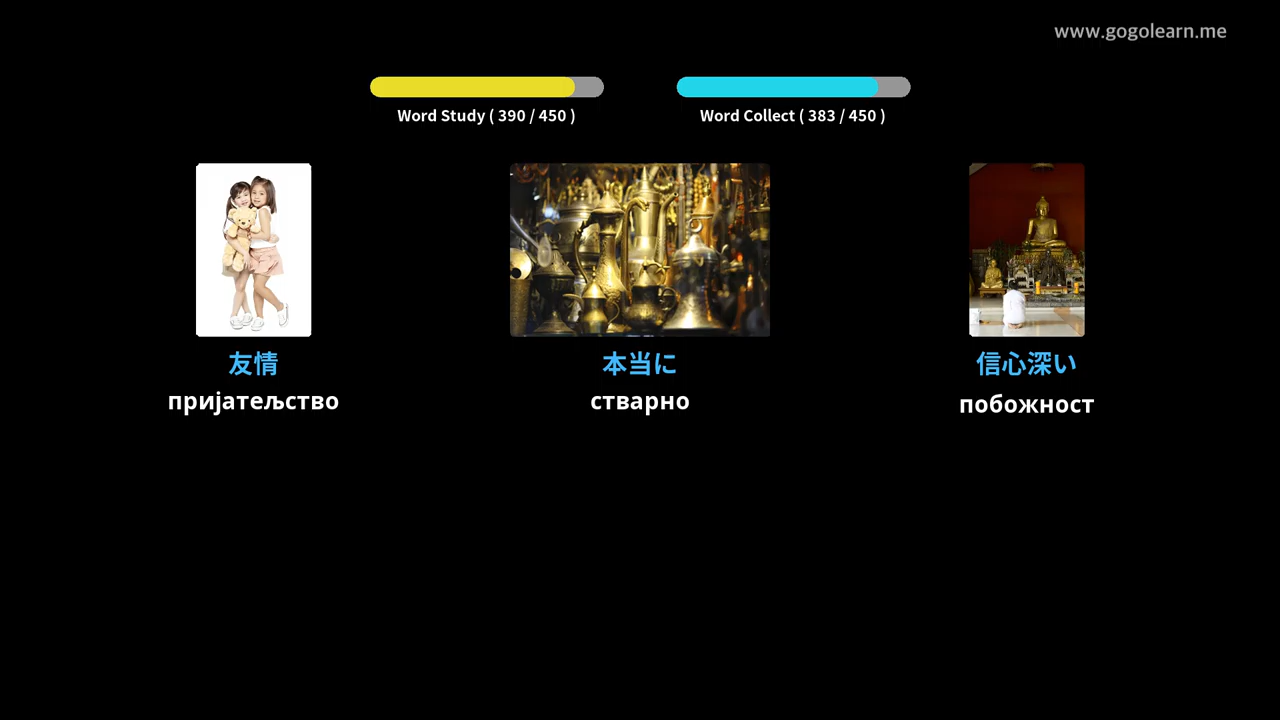 www.gogolearn.me
Word Study ( 390 / 450 )
Word Collect ( 383 / 450 )
友情
本当に
信心深い
пријатељство
стварно
побожност